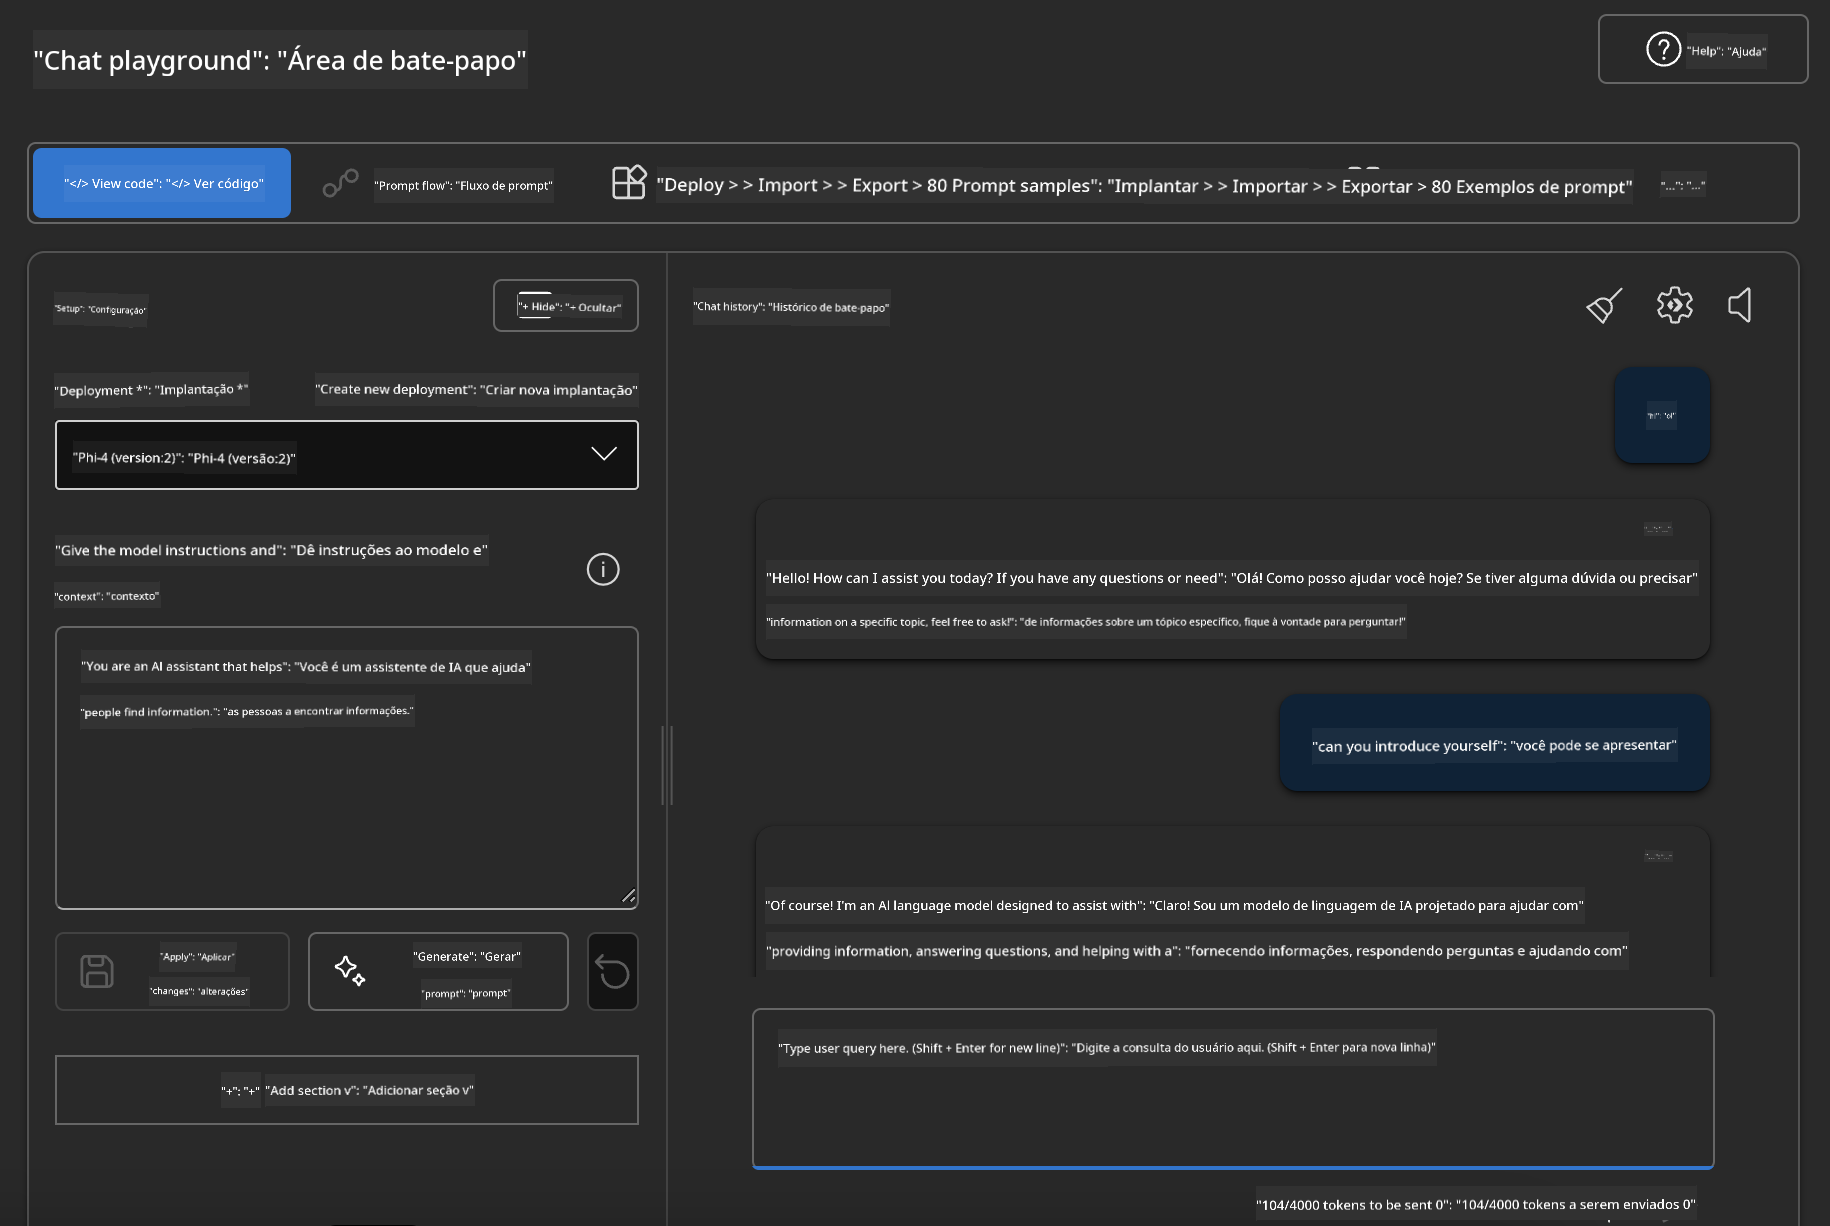 "Chat playground": "Área de bate-papo"
"Help": "Ajuda"
"</> View code": "</> Ver código"
"Prompt flow": "Fluxo de prompt"
"Deploy > > Import > > Export > 80 Prompt samples": "Implantar > > Importar > > Exportar > 80 Exemplos de prompt"
"...": "..."
"Setup": "Configuração"
"+ Hide": "+ Ocultar"
"Deployment *": "Implantação *"
"Create new deployment": "Criar nova implantação"
"Phi-4 (version:2)": "Phi-4 (versão:2)"
"Give the model instructions and": "Dê instruções ao modelo e"
"context": "contexto"
"You are an AI assistant that helps": "Você é um assistente de IA que ajuda"
"people find information.": "as pessoas a encontrar informações."
"Apply": "Aplicar"
"changes": "alterações"
"Generate": "Gerar"
"prompt": "prompt"
"+": "+"
"Add section v": "Adicionar seção v"
"Chat history": "Histórico de bate-papo"
"hi": "oi"
"...": "..."
"Hello! How can I assist you today? If you have any questions or need": "Olá! Como posso ajudar você hoje? Se tiver alguma dúvida ou precisar"
"information on a specific topic, feel free to ask!": "de informações sobre um tópico específico, fique à vontade para perguntar!"
"can you introduce yourself": "você pode se apresentar"
"...": "..."
"Of course! I'm an AI language model designed to assist with": "Claro! Sou um modelo de linguagem de IA projetado para ajudar com"
"providing information, answering questions, and helping with a": "fornecendo informações, respondendo perguntas e ajudando com"
"Type user query here. (Shift + Enter for new line)": "Digite a consulta do usuário aqui. (Shift + Enter para nova linha)"
"104/4000 tokens to be sent 0": "104/4000 tokens a serem enviados 0"